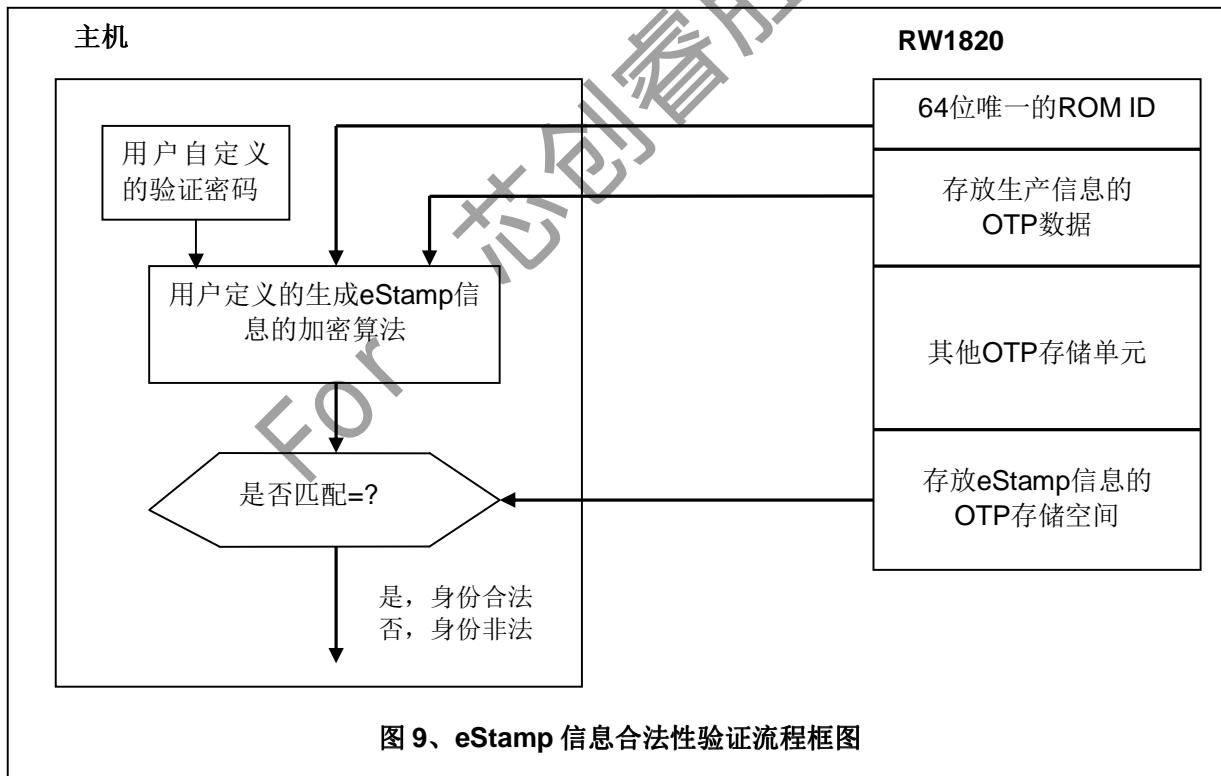 主机
RW1820
64位唯一的ROM ID
用户自定义
的验证密码
存放生产信息的
OTP数据
用户定义的生成eStamp信
息的加密算法
其他OTP存储单元
是否匹配=?
存放eStamp信息的
OTP存储空间
是，身份合法
否，身份非法
图 9、eStamp 信息合法性验证流程框图
For 芯创睿